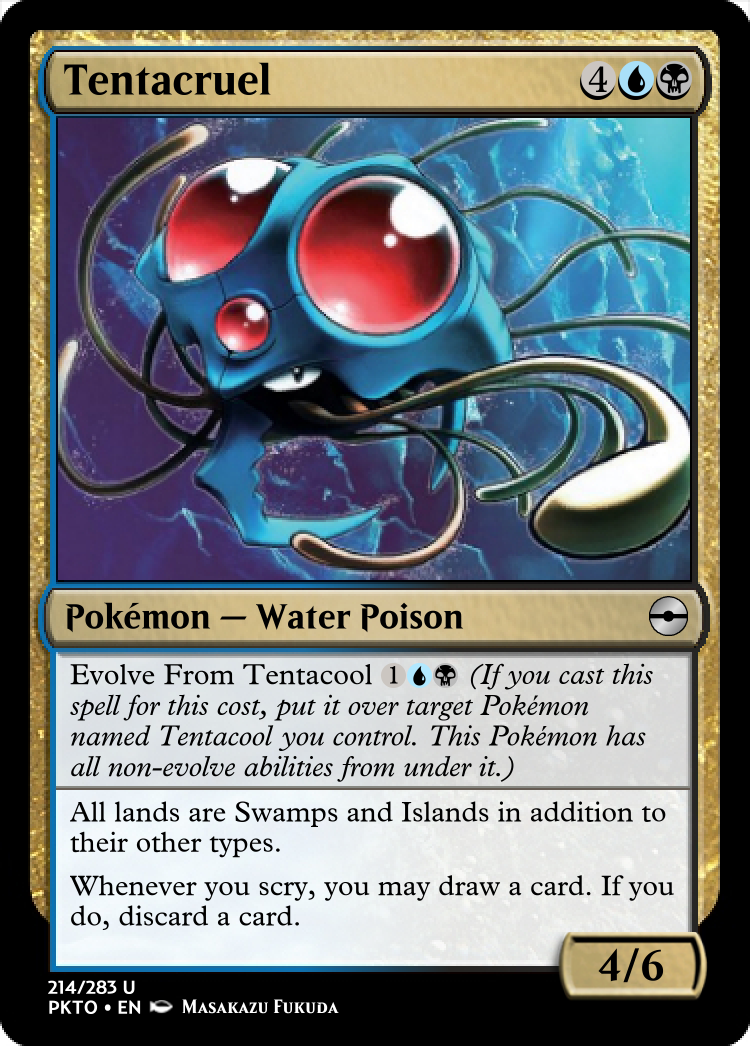 Tentacruel 4
Pokémon — Water Poison
Evolve From Tentacool 1 (If you cast this
spell for this cost, put it over target Pokémon
named Tentacool you control. This Pokémon has
all non-evolve abilities from under it.)
All lands are Swamps and Islands in addition to
their other types.
Whenever you scry, you may draw a card. If you
do, discard a card.
4/6
214/283 U
PKTO • EN Masakazu Fukuda